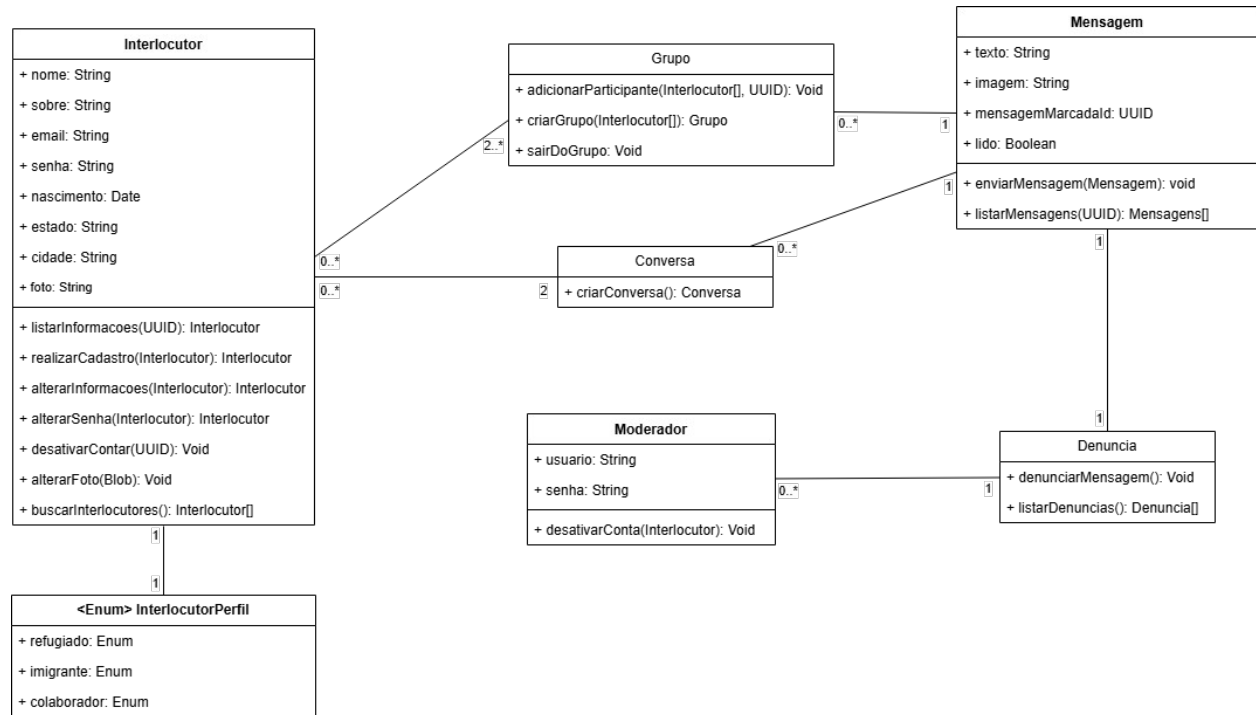 Interlocutor
+ nome: String
+ sobre: String
+ email: String
+ senha: String
+ nascimento: Date
+ estado: String
+ cidade: String
+ foto: String
+ listarInformacoes(UUID): Interlocutor
+ realizarCadastro(Interlocutor): Interlocutor
+ alterarInformacoes(Interlocutor): Interlocutor
+ alterarSenha(Interlocutor): Interlocutor
+ desativarContar(UUID): Void
+ alterarFoto(Blob): Void
+ buscarInterlocutores(): Interlocutor[]
1
1
<Enum> InterlocutorPerfil
+ refugiado: Enum
+ imigrante: Enum
+ colaborador: Enum
0..*
2..*
0..*
2
Grupo
+ adicionarParticipante(Interlocutor[], UUID): Void
+ criarGrupo(Interlocutor[]): Grupo
+ sairDoGrupo: Void
0..*
1
Conversa
+ criarConversa(): Conversa
0..*
1
Mensagem
+ texto: String
+ imagem: String
+ mensagemMarcadaId: UUID
+ lido: Boolean
+ enviarMensagem(Mensagem): void
+ listarMensagens(UUID): Mensagens[]
1
1
Moderador
+ usuario: String
+ senha: String
+ desativarConta(Interlocutor): Void
0..*
1
Denuncia
+ denunciarMensagem(): Void
+ listarDenuncias(): Denuncia[]